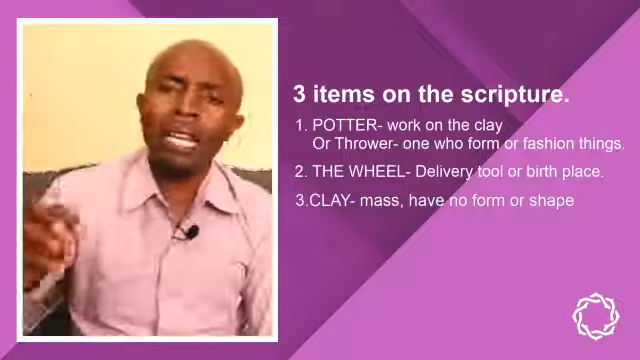 3 items on the scripture.
1. POTTER- work on the clay
Or Thrower- one who form or fashion things.
2. THE WHEEL- Delivery tool or birth place.
3.CLAY- mass, have no form or shape